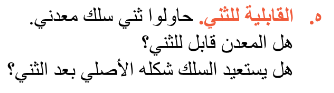 ٥. القابلية للثني. حاولوا ثني سلك معدني.
هل المعدن قابل للثني؟
هل يستعيد السلك شكله الأصلي بعد الثني؟